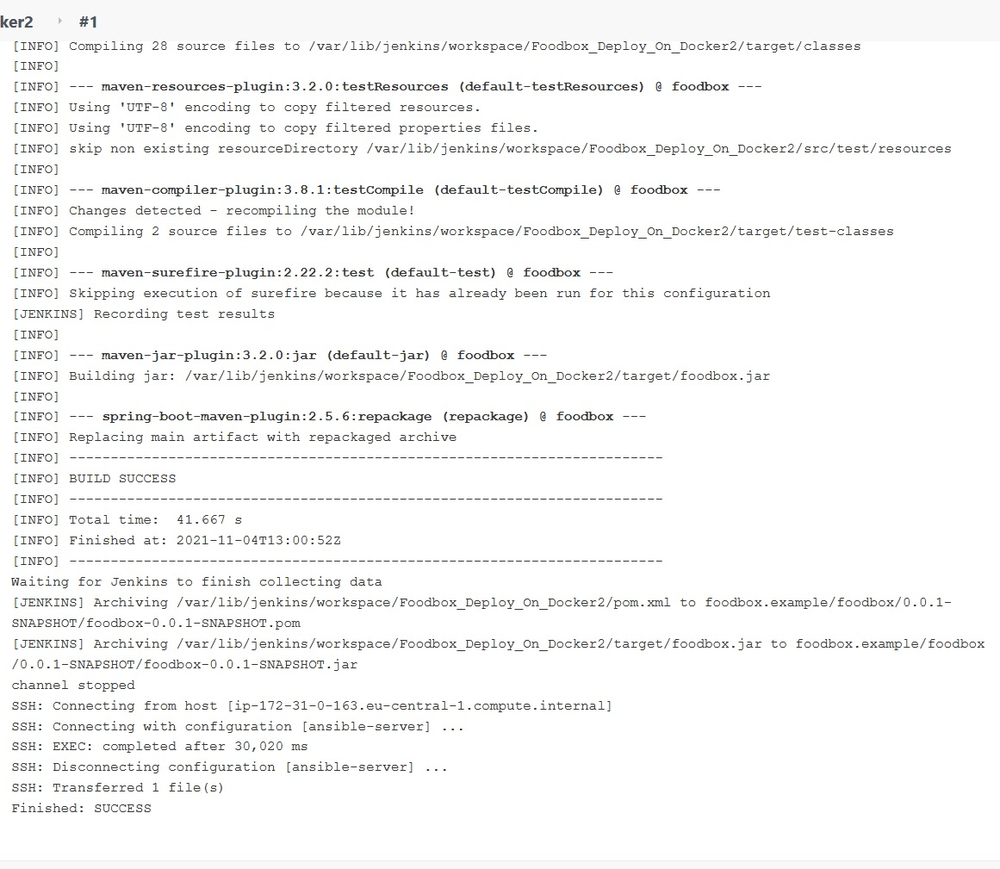 ker2 #1
[INFO] Compiling 28 source files to /var/lib/jenkins/workspace/Foodbox_Deploy_On_Docker2/target/classes
[INFO]
[INFO] --- maven-resources-plugin:3.2.0:testResources (default-testResources) @ foodbox ---
[INFO] Using 'UTF-8' encoding to copy filtered resources.
[INFO] Using 'UTF-8' encoding to copy filtered properties files.
[INFO] skip non existing resourceDirectory /var/lib/jenkins/workspace/Foodbox_Deploy_On_Docker2/src/test/resources
[INFO]
[INFO] --- maven-compiler-plugin:3.8.1:testCompile (default-testCompile) @ foodbox ---
[INFO] Changes detected - recompiling the module!
[INFO] Compiling 2 source files to /var/lib/jenkins/workspace/Foodbox_Deploy_On_Docker2/target/test-classes
[INFO]
[INFO] --- maven-surefire-plugin:2.22.2:test (default-test) @ foodbox ---
[INFO] Skipping execution of surefire because it has already been run for this configuration
[JENKINS] Recording test results
[INFO]
[INFO] --- maven-jar-plugin:3.2.0:jar (default-jar) @ foodbox ---
[INFO] Building jar: /var/lib/jenkins/workspace/Foodbox_Deploy_On_Docker2/target/foodbox.jar
[INFO]
[INFO] --- spring-boot-maven-plugin:2.5.6:repackage (repackage) @ foodbox ---
[INFO] Replacing main artifact with repackaged archive
[INFO] ------------------------------------------------------------------------
[INFO] BUILD SUCCESS
[INFO] ------------------------------------------------------------------------
[INFO] Total time:  41.667 s
[INFO] Finished at: 2021-11-04T13:00:52Z
[INFO] ------------------------------------------------------------------------
Waiting for Jenkins to finish collecting data
[JENKINS] Archiving /var/lib/jenkins/workspace/Foodbox_Deploy_On_Docker2/pom.xml to foodbox.example/foodbox/0.0.1-
SNAPSHOT/foodbox-0.0.1-SNAPSHOT.pom
[JENKINS] Archiving /var/lib/jenkins/workspace/Foodbox_Deploy_On_Docker2/target/foodbox.jar to foodbox.example/foodbox
/0.0.1-SNAPSHOT/foodbox-0.0.1-SNAPSHOT.jar
channel stopped
SSH: Connecting from host [ip-172-31-0-163.eu-central-1.compute.internal]
SSH: Connecting with configuration [ansible-server] ...
SSH: EXEC: completed after 30,020 ms
SSH: Disconnecting configuration [ansible-server] ...
SSH: Transferred 1 file(s)
Finished: SUCCESS